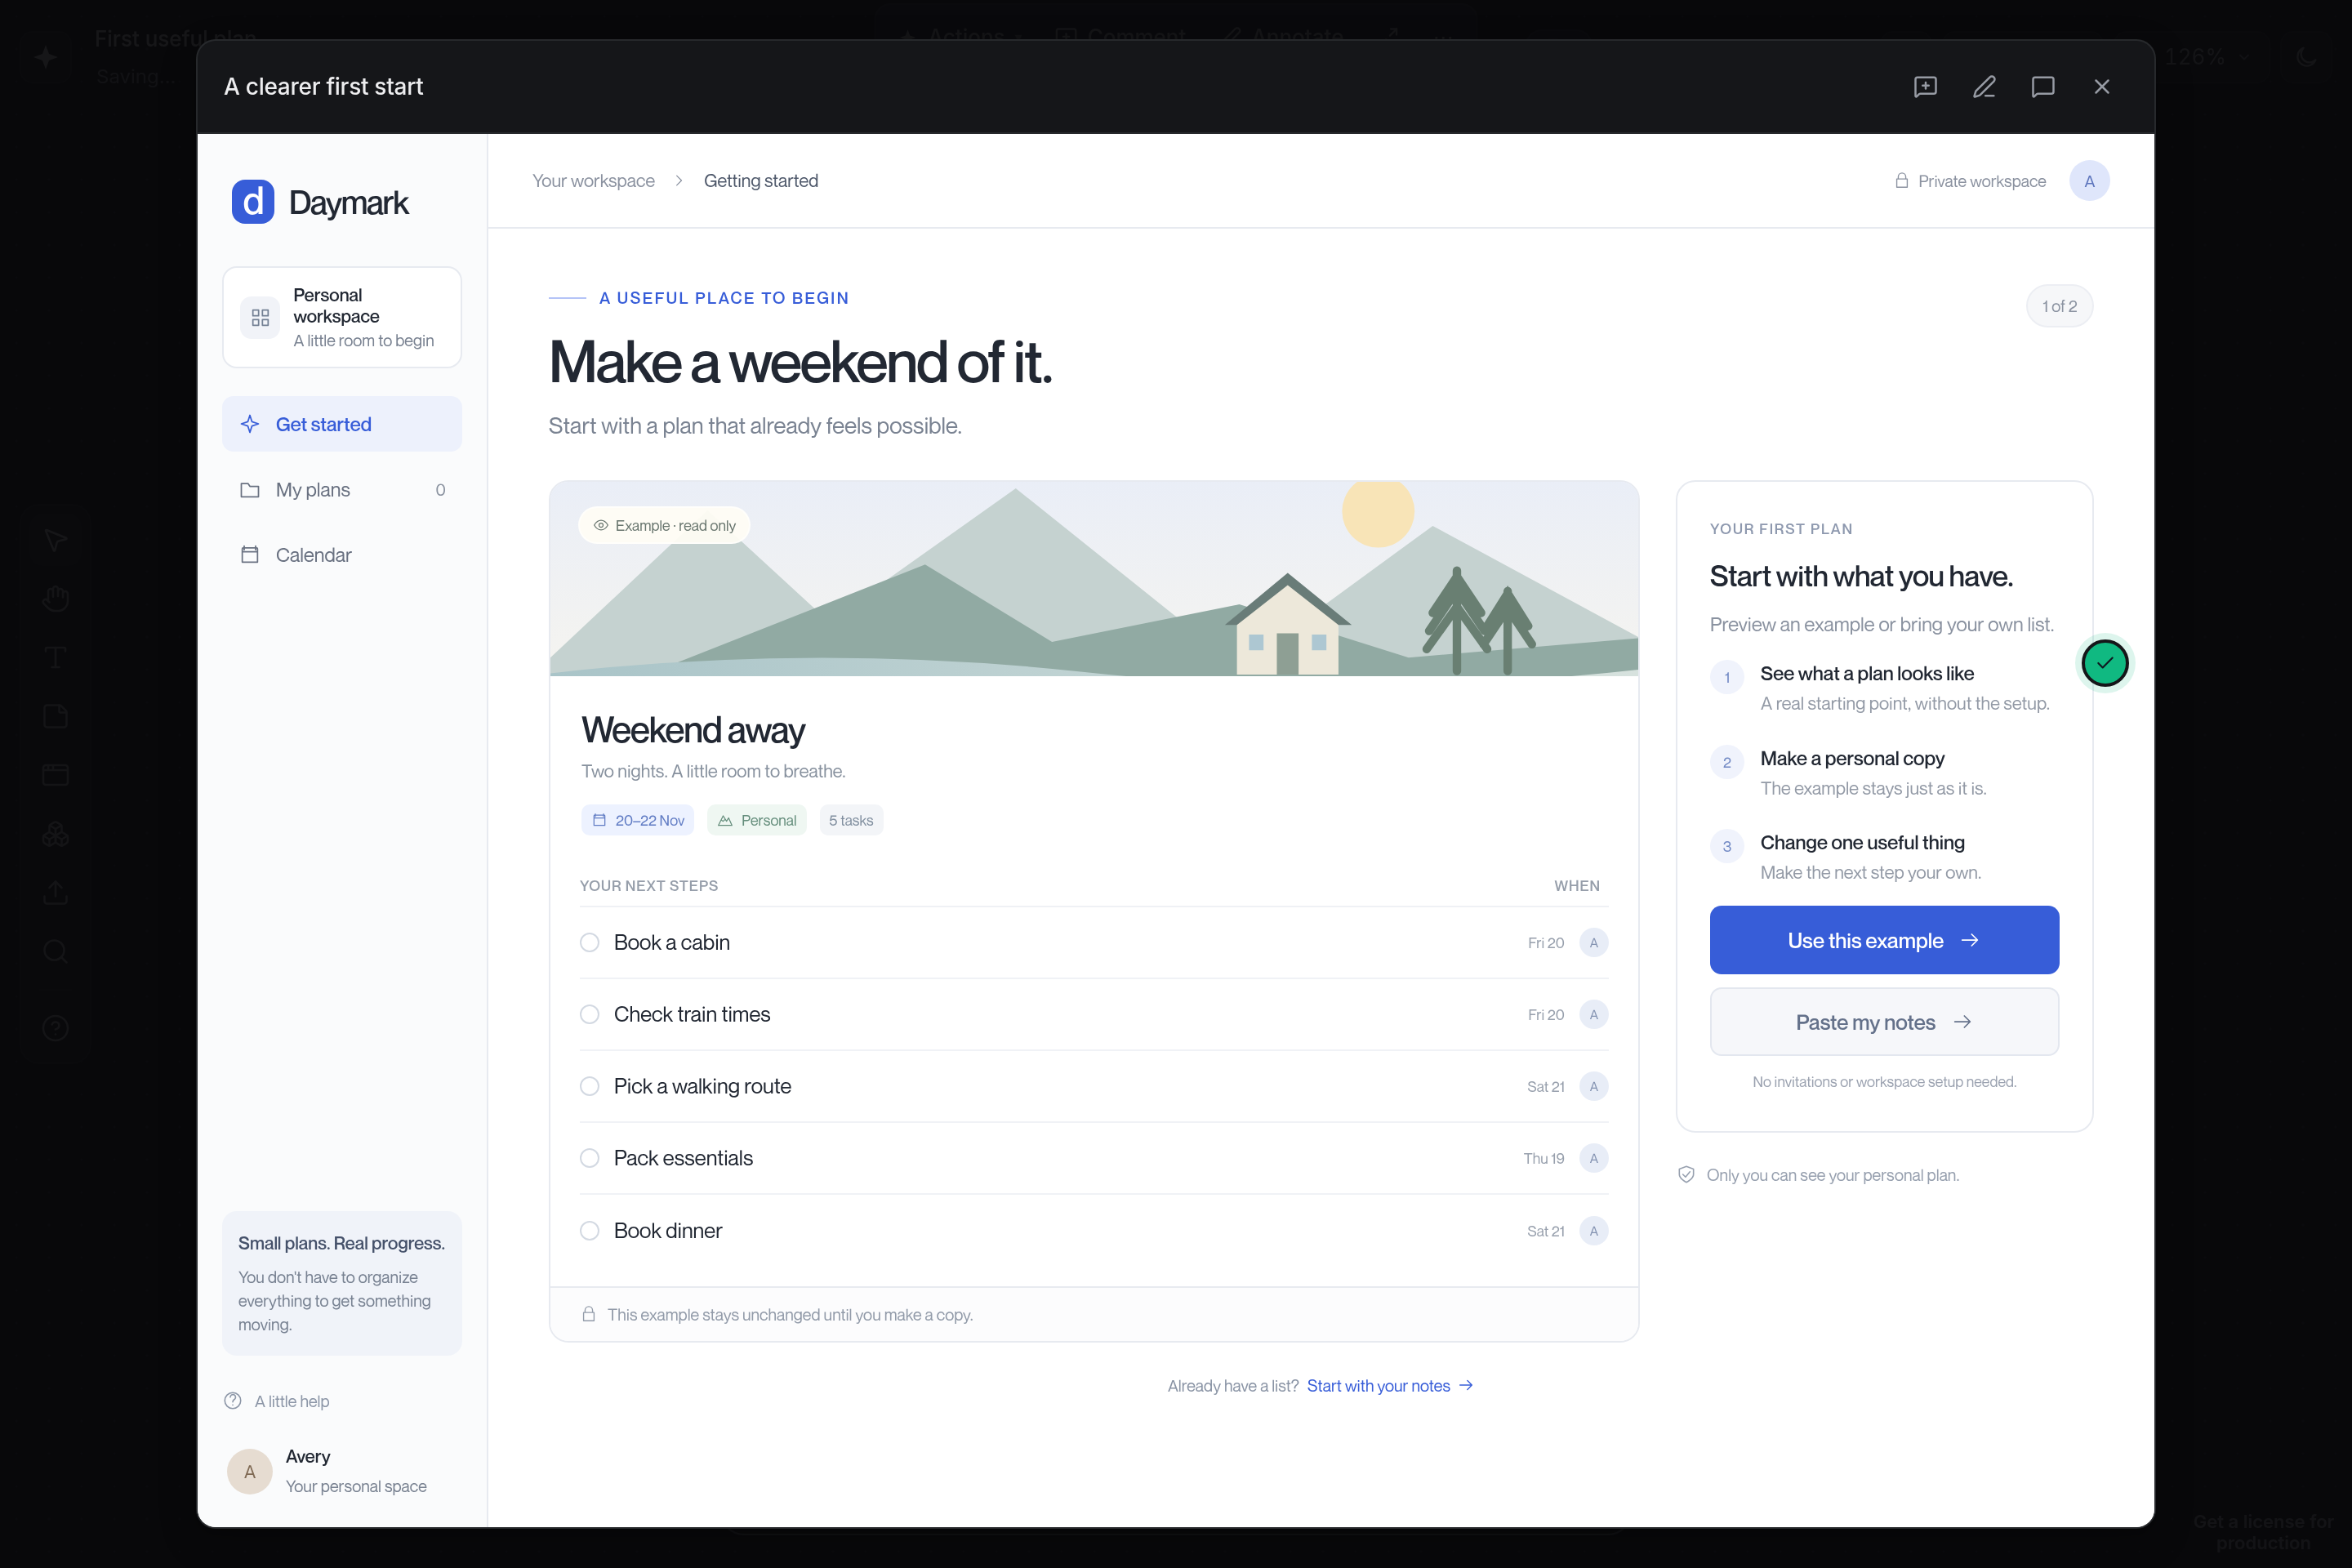 First useful plan
Saving...
Actions
Comment
Annotate
126%
A clearer first start
d
Daymark
Personal
workspace
A little room to begin
Get started
My plans
0
Calendar
Small plans. Real progress.
You don't have to organize
everything to get something
moving.
A little help
A
Avery
Your personal space
Your workspace
Getting started
Private workspace
A
A USEFUL PLACE TO BEGIN
1 of 2
Make a weekend of it.
Start with a plan that already feels possible.
Example · read only
Weekend away
Two nights. A little room to breathe.
20–22 Nov
Personal
5 tasks
YOUR NEXT STEPS
WHEN
Book a cabin
Fri 20
A
Check train times
Fri 20
A
Pick a walking route
Sat 21
A
Pack essentials
Thu 19
A
Book dinner
Sat 21
A
This example stays unchanged until you make a copy.
Already have a list? Start with your notes
YOUR FIRST PLAN
Start with what you have.
Preview an example or bring your own list.
1
See what a plan looks like
A real starting point, without the setup.
2
Make a personal copy
The example stays just as it is.
3
Change one useful thing
Make the next step your own.
Use this example
Paste my notes
No invitations or workspace setup needed.
Only you can see your personal plan.
Get a license for
production